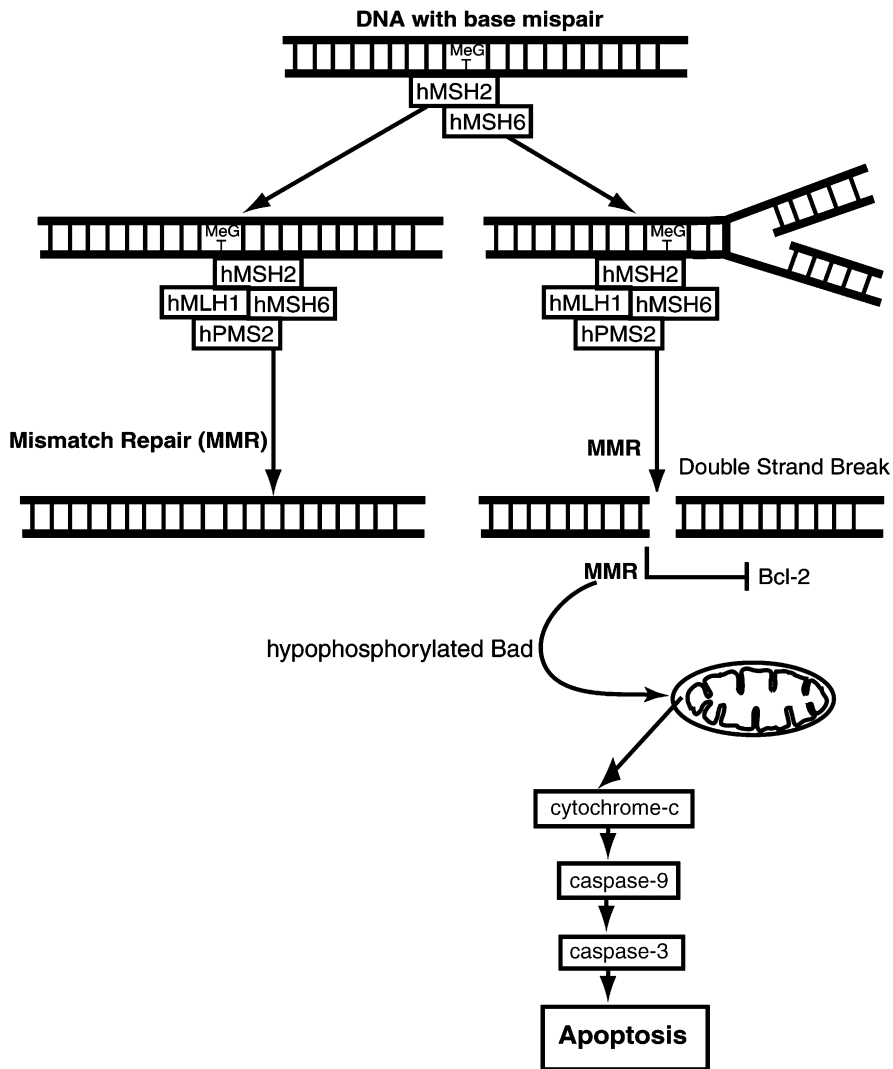 DNA with base mispair
MeG
T
hMSH2
hMSH6
MeG
T
hMSH2
hMLH1
hMSH6
hPMS2
MeG
T
hMSH2
hMLH1
hMSH6
hPMS2
Mismatch Repair (MMR)
MMR
Double Strand Break
MMR
Bcl-2
hypophosphorylated Bad
cytochrome-c
caspase-9
caspase-3
Apoptosis